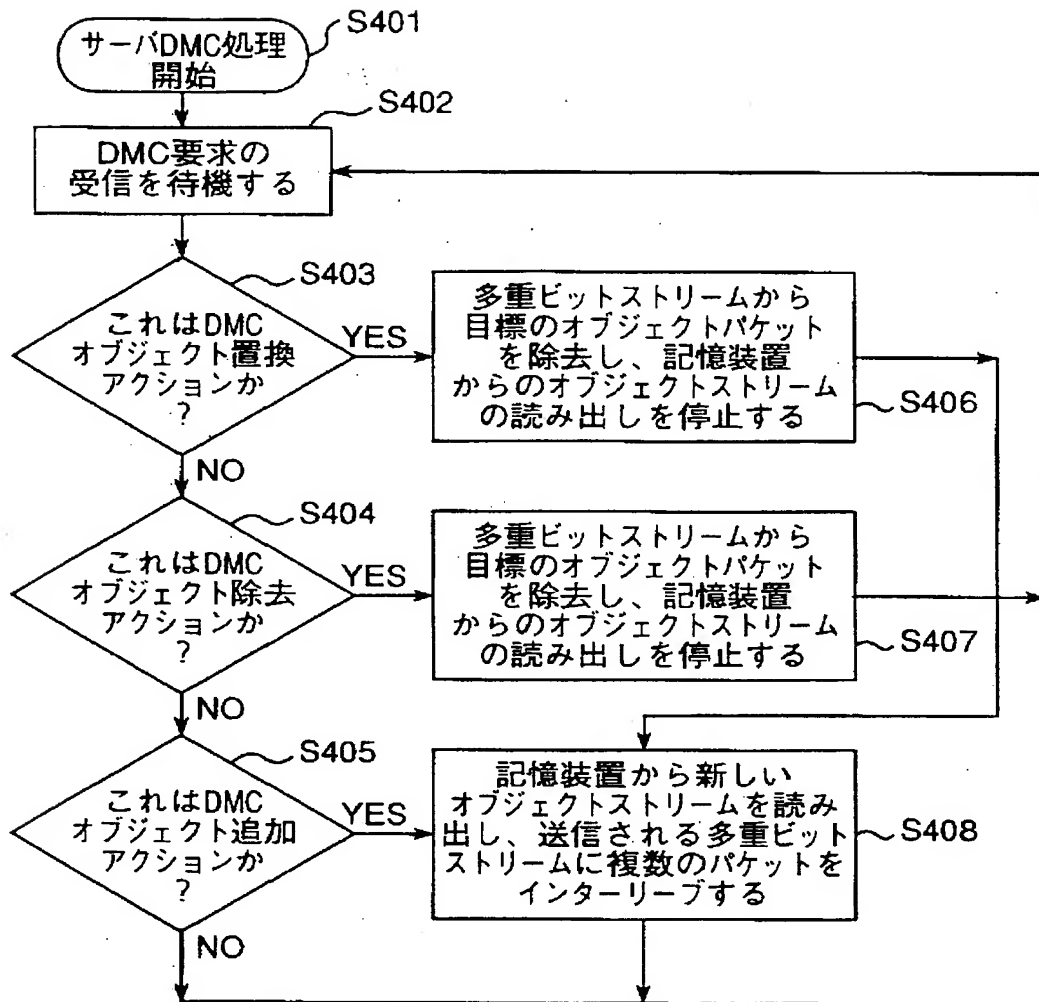 サーバDMC処理
開始
S401
DMC要求の
受信を待機する
S402
これはDMC
オブジェクト置換
アクションか
?
S403
YES
NO
多重ビットストリームから
目標のオブジェクトパケット
を除去し、記憶装置
からのオブジェクトストリーム
の読み出しを停止する
S406
これはDMC
オブジェクト除去
アクションか
?
S404
YES
NO
多重ビットストリームから
目標のオブジェクトパケット
を除去し、記憶装置
からのオブジェクトストリーム
の読み出しを停止する
S407
これはDMC
オブジェクト追加
アクションか
?
S405
YES
NO
記憶装置から新しい
オブジェクトストリームを読み
出し、送信される多重ビット
ストリームに複数のパケットを
インターリーブする
S408